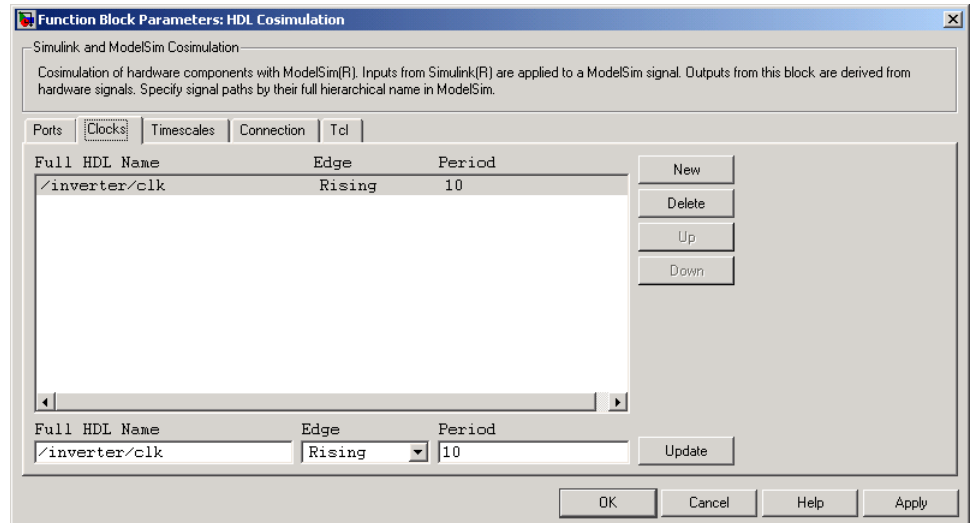 Function Block Parameters: HDL Cosimulation
Simulink and ModelSim Cosimulation
Cosimulation of hardware components with ModelSim(R). Inputs from Simulink(R) are applied to a ModelSim signal. Outputs from this block are derived from
hardware signals. Specify signal paths by their full hierarchical name in ModelSim.
Ports Clocks Timescales Connection Tcl
Full HDL Name Edge Period
/inverter/clk Rising 10
New
Delete
Up
Down
Full HDL Name Edge Period
/inverter/clk Rising 10 Update
OK Cancel Help Apply